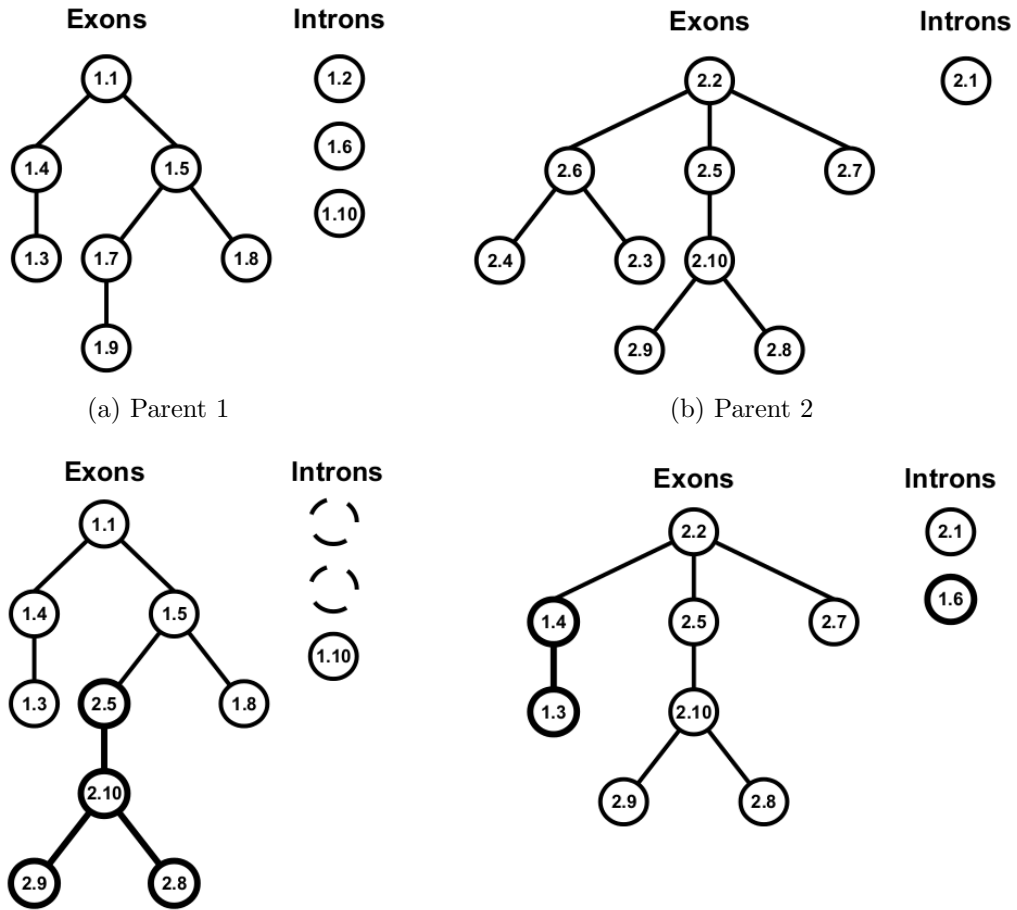 Exons Introns Exons Introns
1.1 1.2 2.2 2.1
1.6
1.4 1.5 2.6 2.5 2.7
1.10
1.3 1.7 1.8 2.4 2.3 2.10
1.9 2.9 2.8
(a) Parent 1 (b) Parent 2
Exons Introns Exons Introns
1.1 2.2 2.1
1.6
1.4 1.5 1.4 2.5 2.7
1.10
1.3 2.5 1.8 1.3 2.10
2.10 2.9 2.8
2.9 2.8